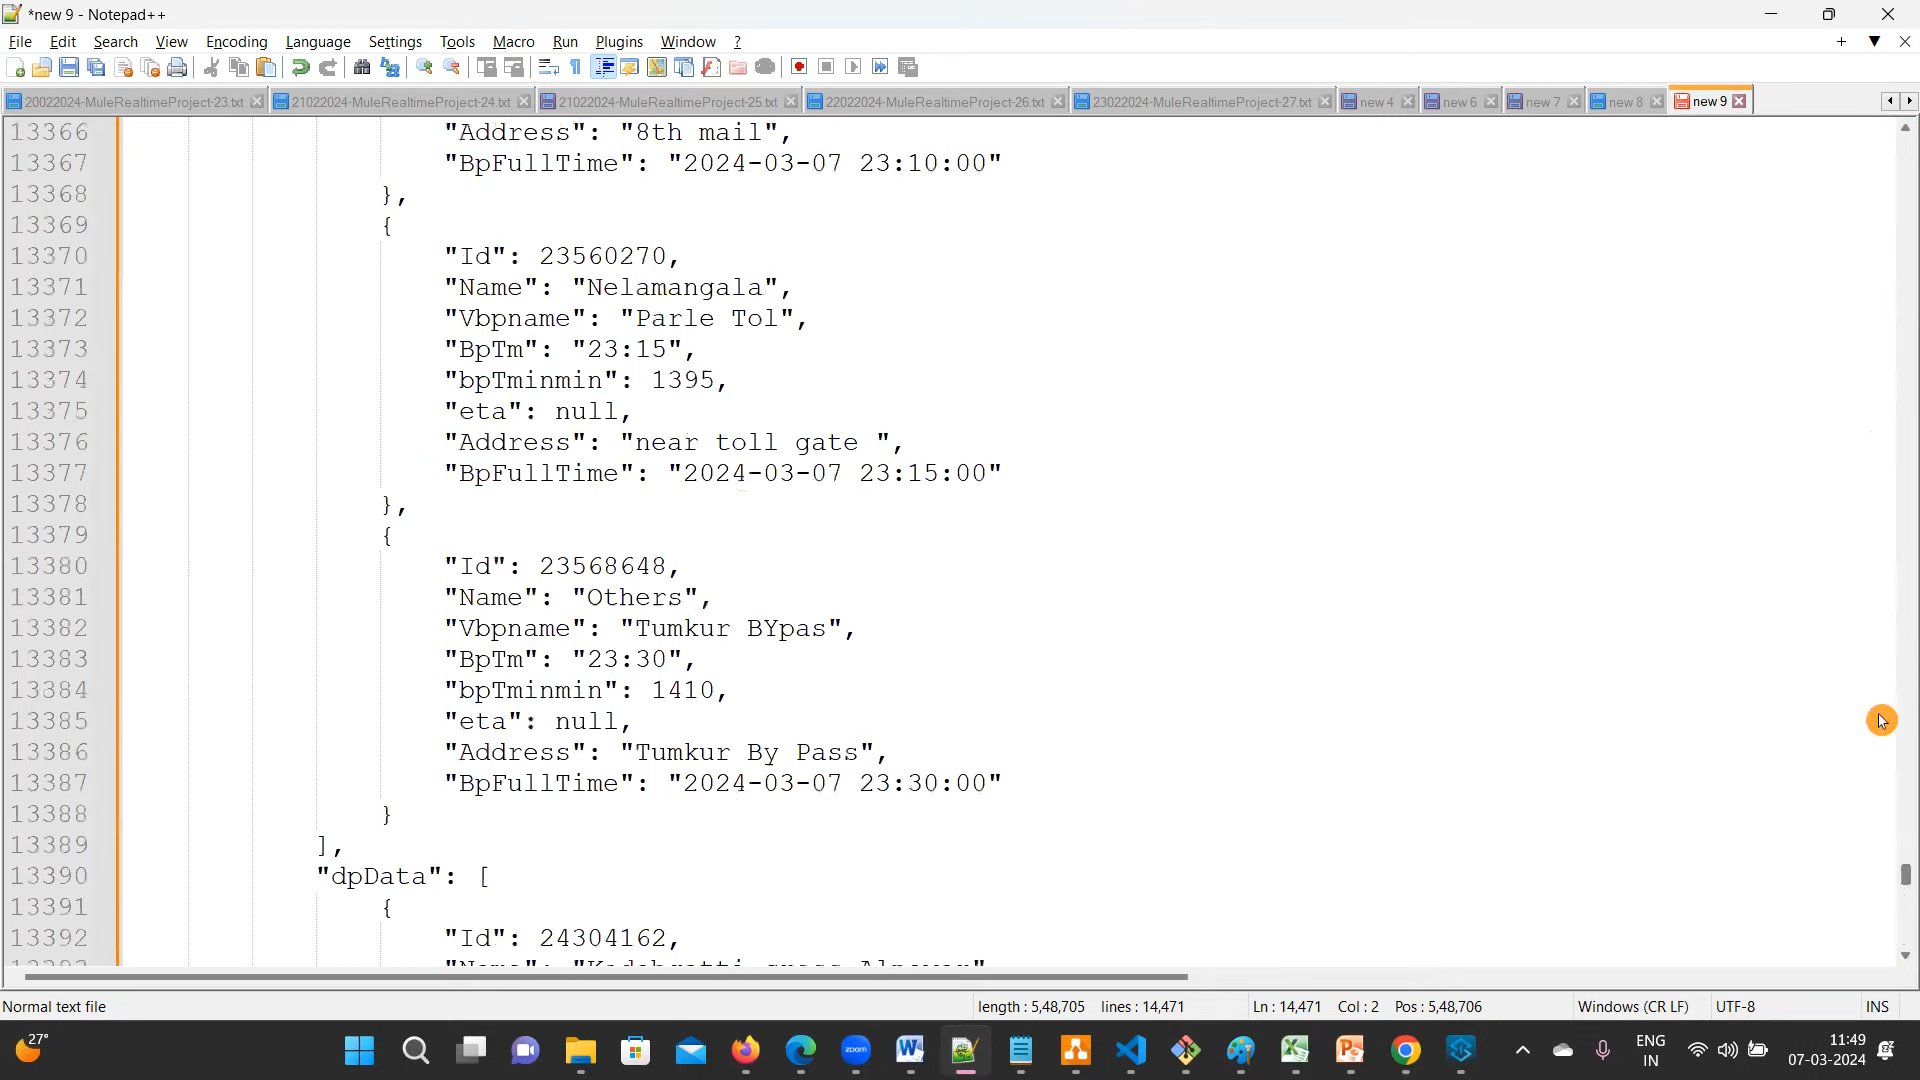 *new 9 - Notepad++
File Edit Search View Encoding Language Settings Tools Macro Run Plugins Window ?
20022024-MuleRealtimeProject-23.txt 21022024-MuleRealtimeProject-24.txt 21022024-MuleRealtimeProject-25.txt 22022024-MuleRealtimeProject-26.txt 23022024-MuleRealtimeProject-27.txt new 4 new 6 new 7 new 8 new 9
13366 "Address": "8th mail",
13367 "BpFullTime": "2024-03-07 23:10:00"
13368 },
13369 {
13370 "Id": 23560270,
13371 "Name": "Nelamangala",
13372 "Vbpname": "Parle Tol",
13373 "BpTm": "23:15",
13374 "bpTminmin": 1395,
13375 "eta": null,
13376 "Address": "near toll gate ",
13377 "BpFullTime": "2024-03-07 23:15:00"
13378 },
13379 {
13380 "Id": 23568648,
13381 "Name": "Others",
13382 "Vbpname": "Tumkur BYpas",
13383 "BpTm": "23:30",
13384 "bpTminmin": 1410,
13385 "eta": null,
13386 "Address": "Tumkur By Pass",
13387 "BpFullTime": "2024-03-07 23:30:00"
13388 }
13389 ],
13390 "dpData": [
13391 {
13392 "Id": 24304162,
Normal text file length : 5,48,705 lines : 14,471 Ln : 14,471 Col : 2 Pos : 5,48,706 Windows (CR LF) UTF-8 INS
27° zoom ENG 11:49
IN 07-03-2024